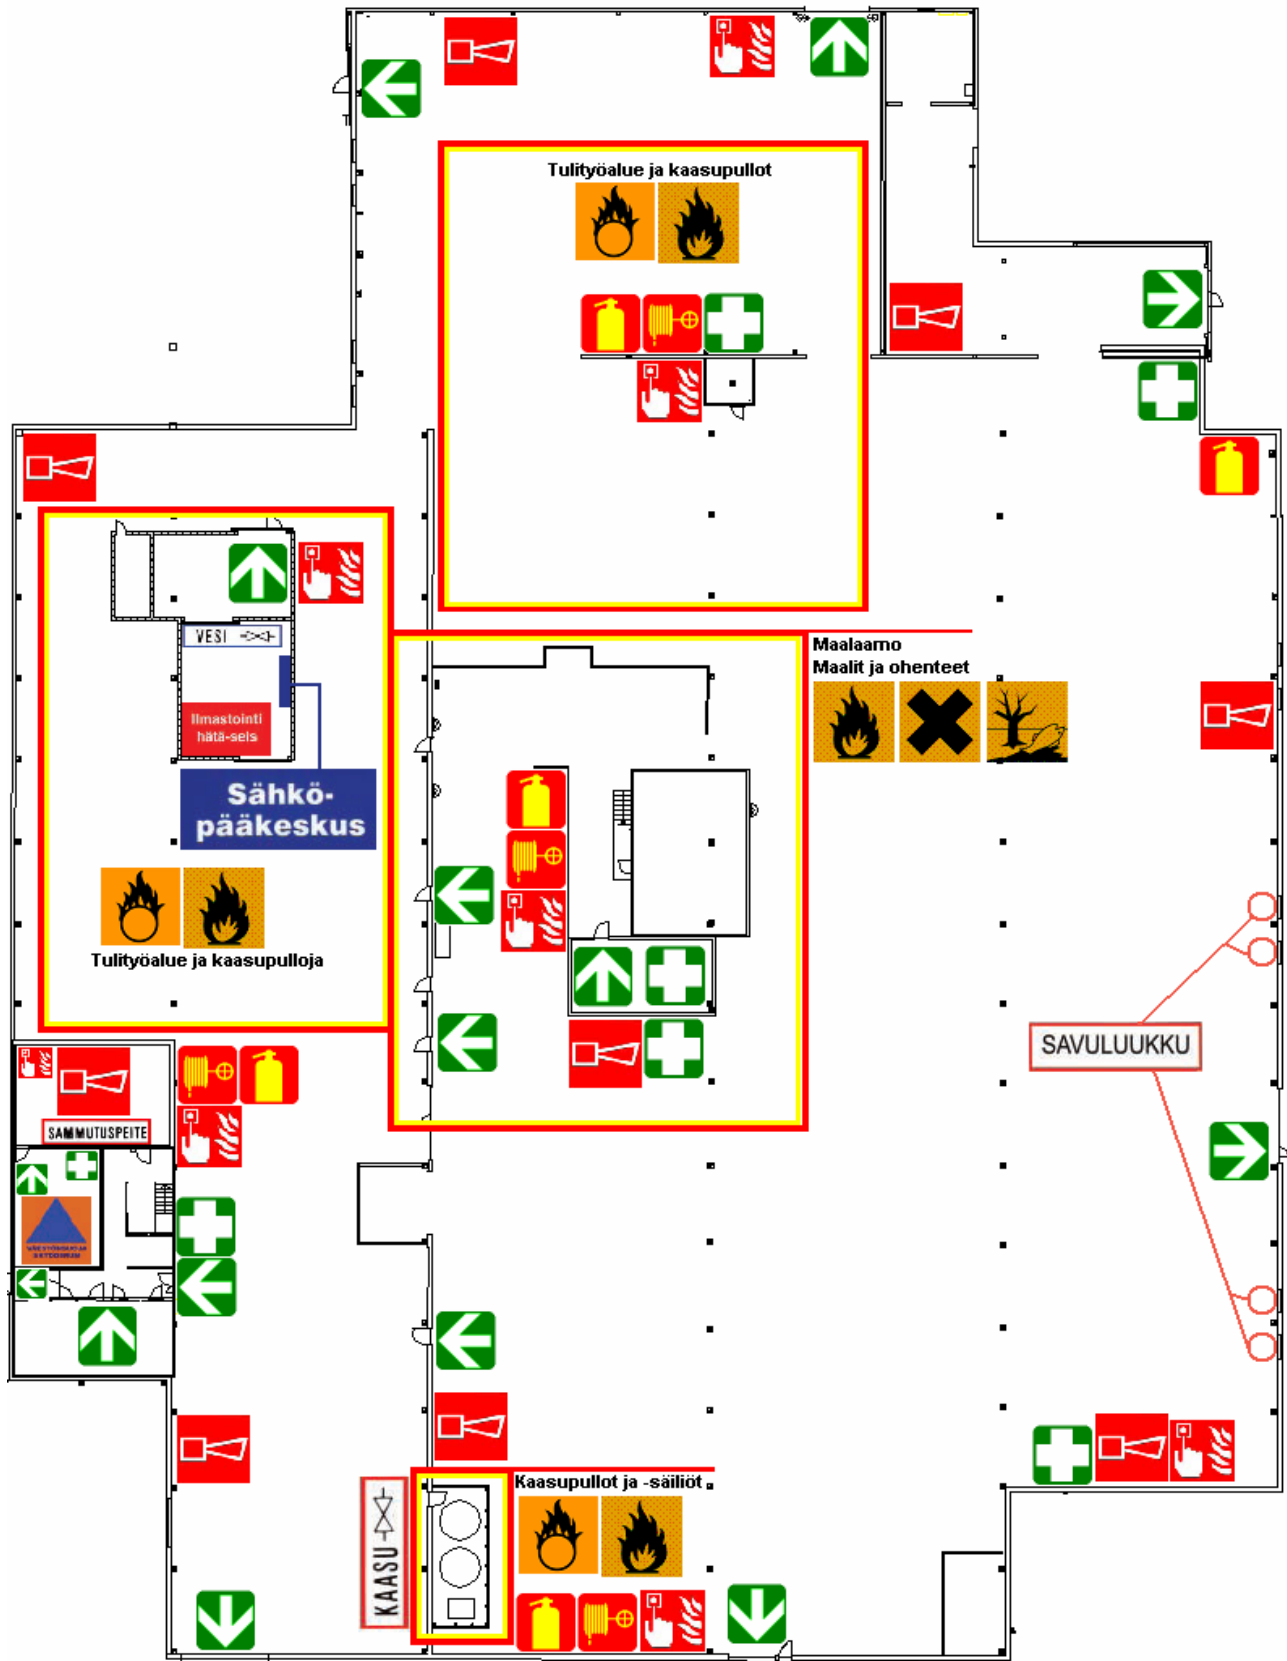 Tulityöalue ja kaasupullot
VESI
Ilmastointi
hätä-seis
Sähkö-
pääkeskus
Maalaamo
Maalit ja ohenteet
Tulityöalue ja kaasupulloja
SAVULUUKKU
SAMMUTUSPEITE
KAASU
Kaasupullot ja -säiliöt